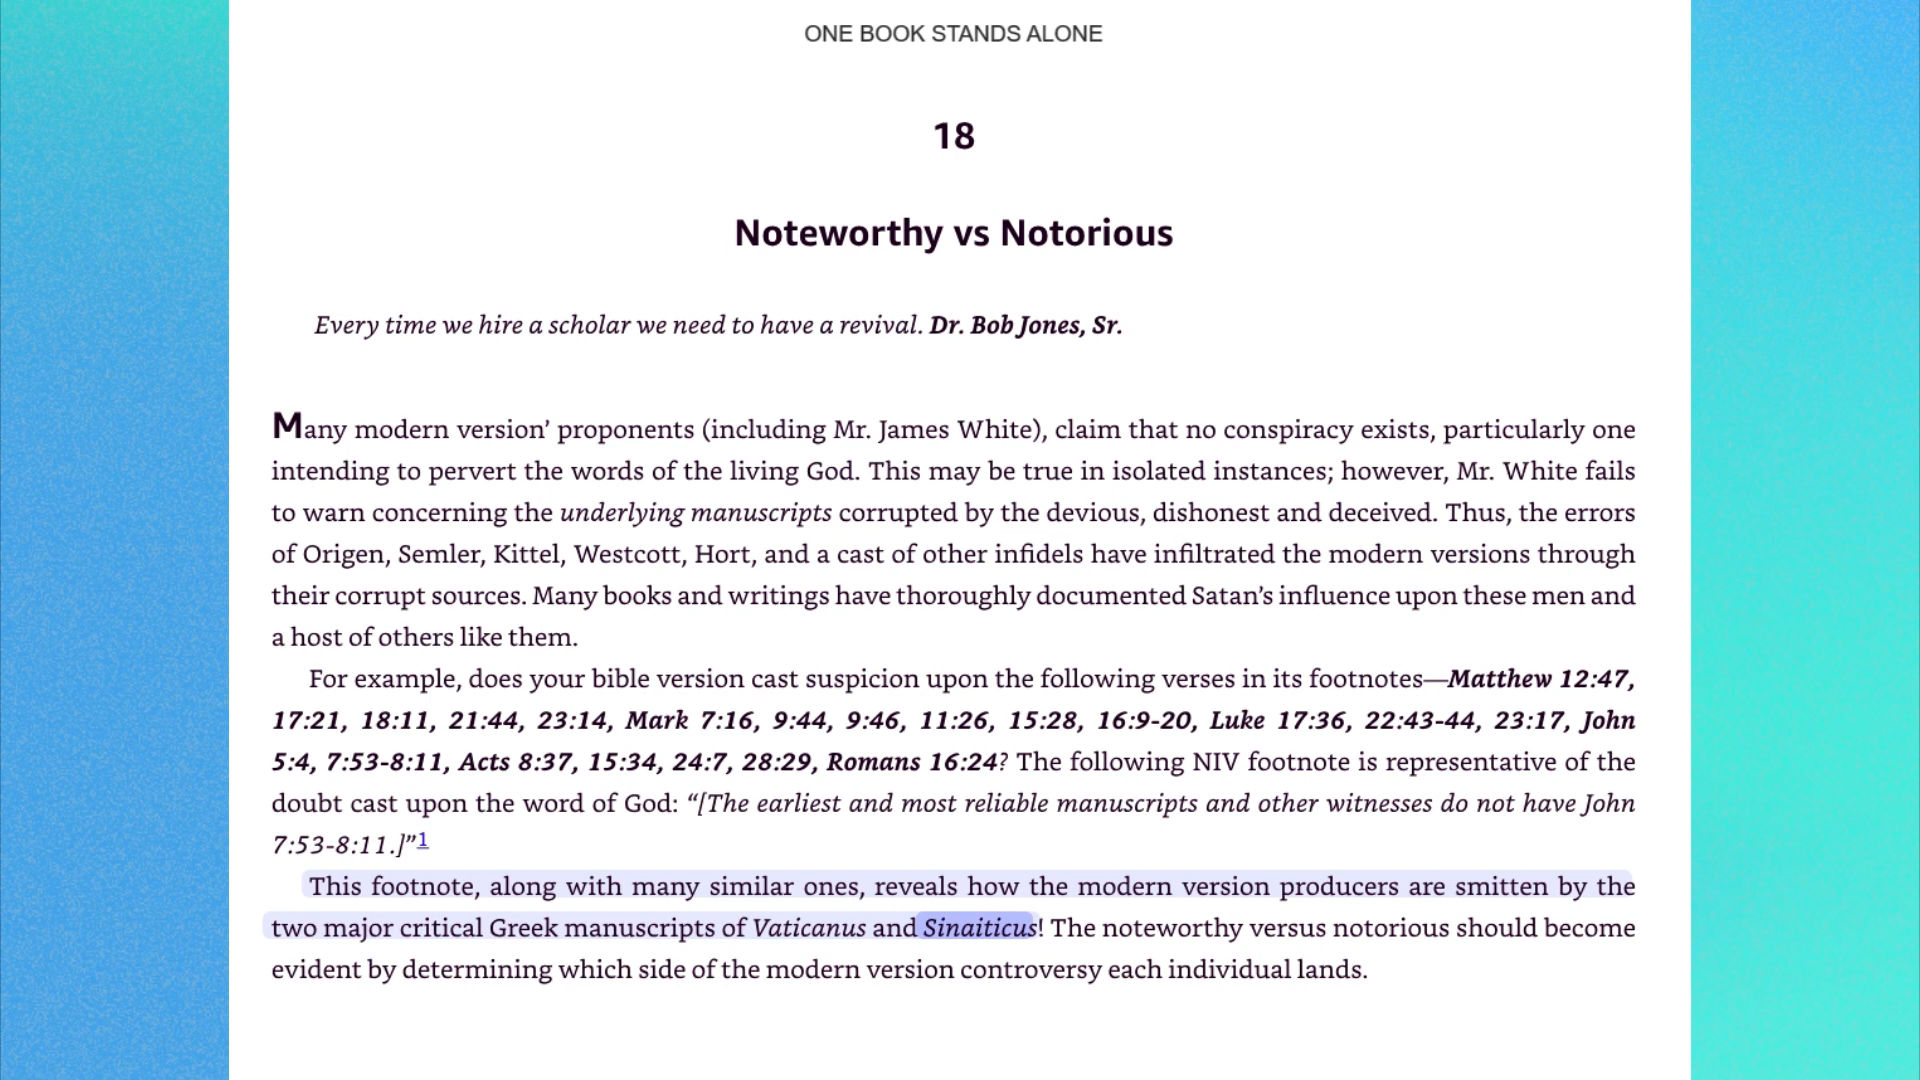 ONE BOOK STANDS ALONE
18
Noteworthy vs Notorious
Every time we hire a scholar we need to have a revival. Dr. Bob Jones, Sr.
Many modern version’ proponents (including Mr. James White), claim that no conspiracy exists, particularly one
intending to pervert the words of the living God. This may be true in isolated instances; however, Mr. White fails
to warn concerning the underlying manuscripts corrupted by the devious, dishonest and deceived. Thus, the errors
of Origen, Semler, Kittel, Westcott, Hort, and a cast of other infidels have infiltrated the modern versions through
their corrupt sources. Many books and writings have thoroughly documented Satan’s influence upon these men and
a host of others like them.
For example, does your bible version cast suspicion upon the following verses in its footnotes—Matthew 12:47,
17:21, 18:11, 21:44, 23:14, Mark 7:16, 9:44, 9:46, 11:26, 15:28, 16:9-20, Luke 17:36, 22:43-44, 23:17, John
5:4, 7:53-8:11, Acts 8:37, 15:34, 24:7, 28:29, Romans 16:24? The following NIV footnote is representative of the
doubt cast upon the word of God: “[The earliest and most reliable manuscripts and other witnesses do not have John
7:53-8:11.]”1
This footnote, along with many similar ones, reveals how the modern version producers are smitten by the
two major critical Greek manuscripts of Vaticanus and Sinaiticus! The noteworthy versus notorious should become
evident by determining which side of the modern version controversy each individual lands.